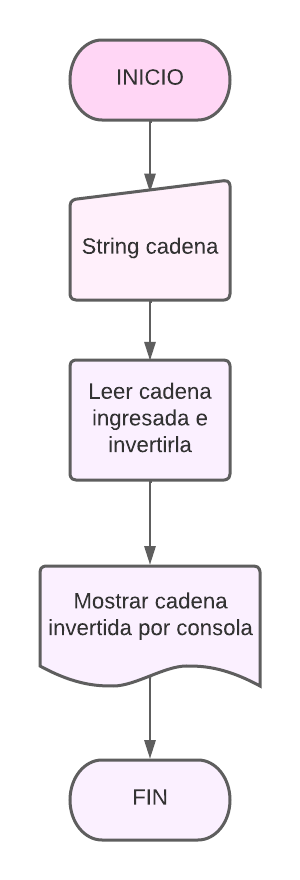 INICIO
String cadena
Leer cadena
ingresada e
invertirla
Mostrar cadena
invertida por consola
FIN